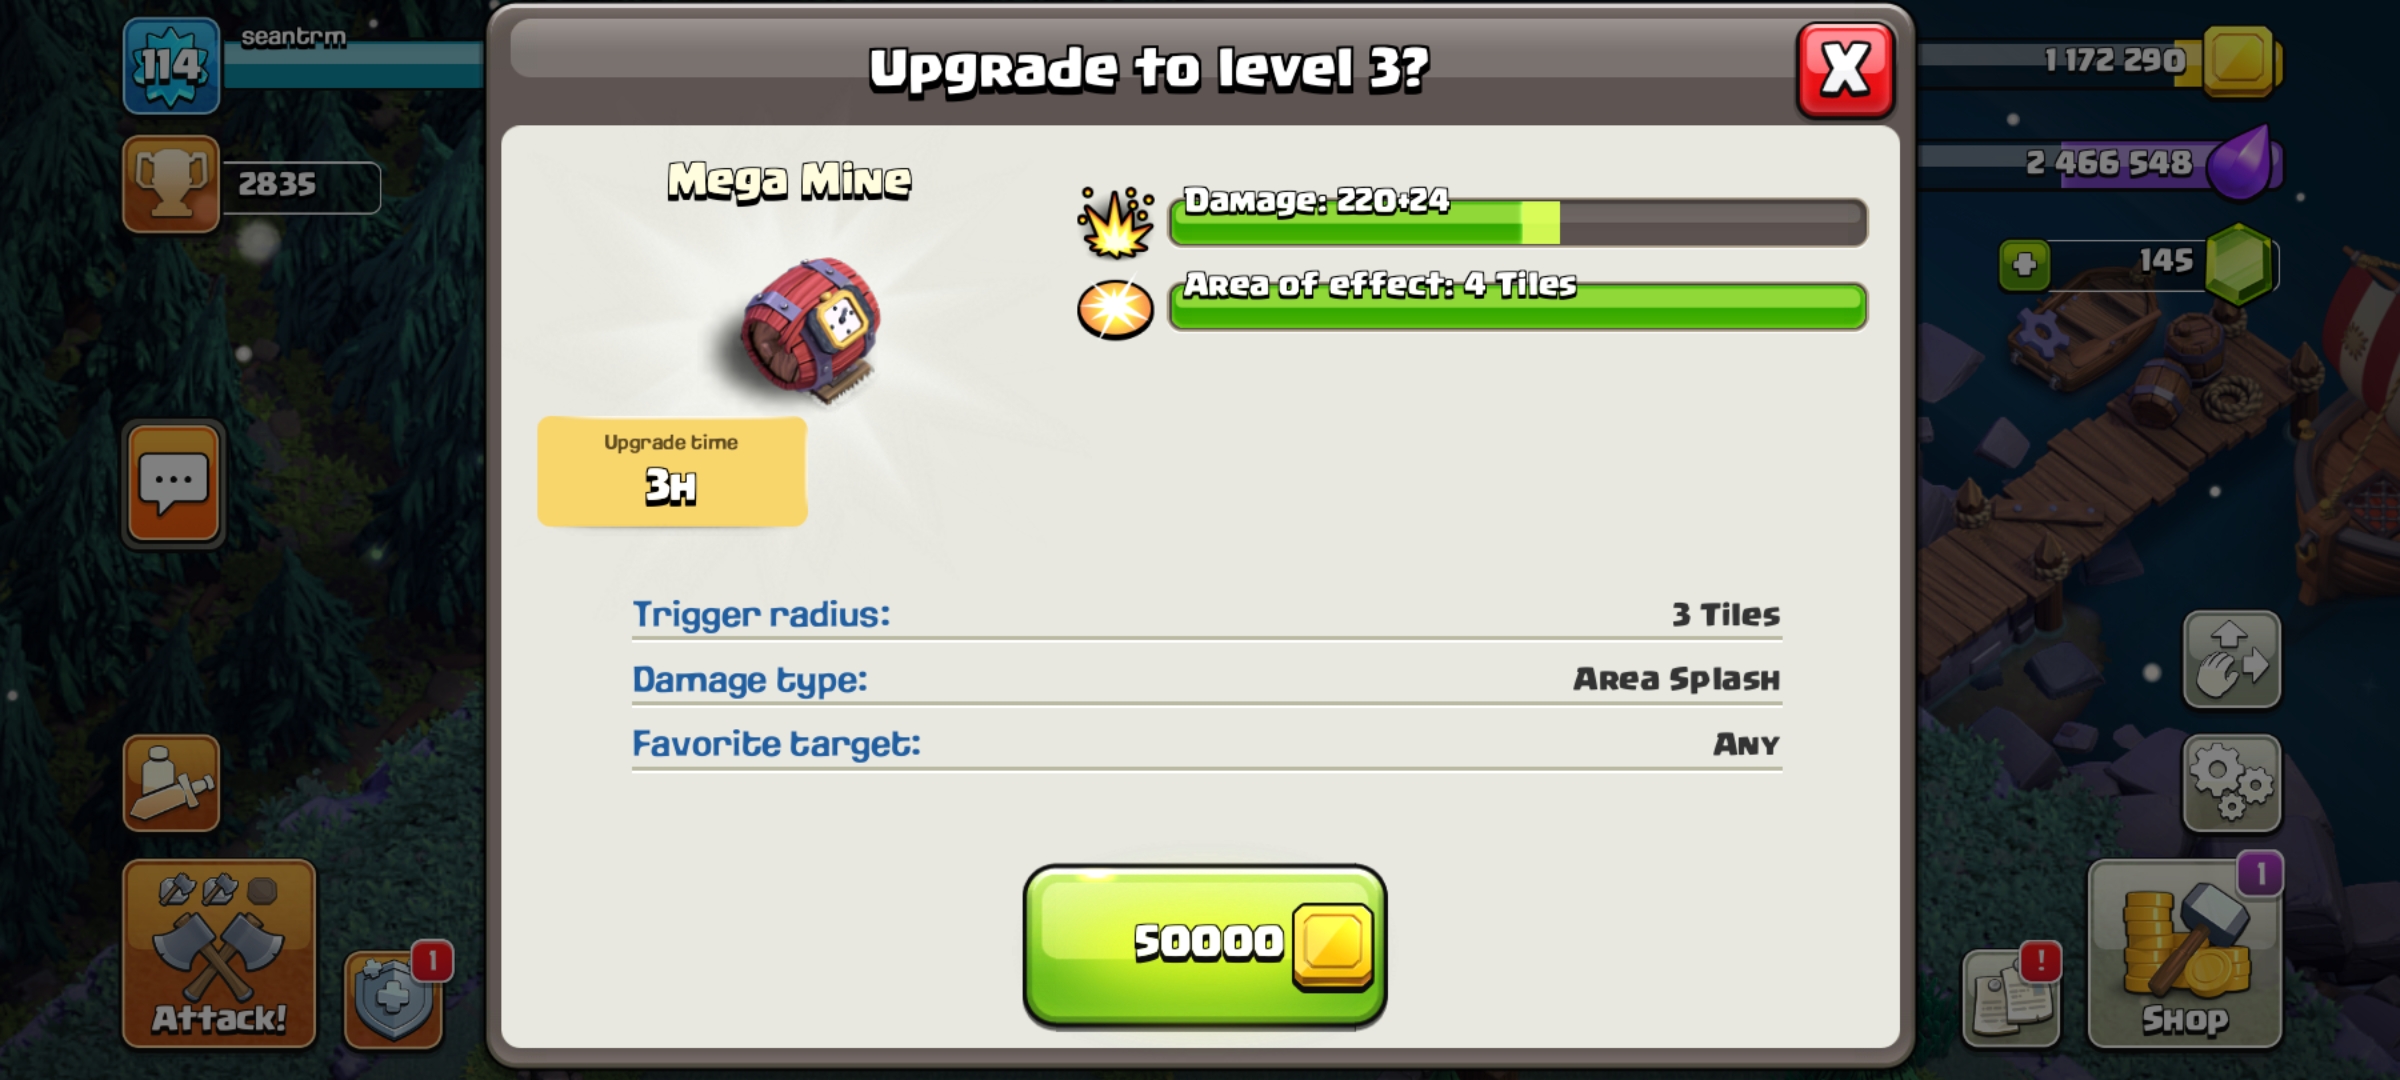 114
seantrm
2835
Upgrade to level 3?
X
1 172 290
2 466 548
145
Mega Mine
Damage: 220+24
Area of effect: 4 Tiles
Upgrade time
3H
Trigger radius: 3 Tiles
Damage type: Area Splash
Favorite target: Any
50000
Attack!
1
!
1
Shop